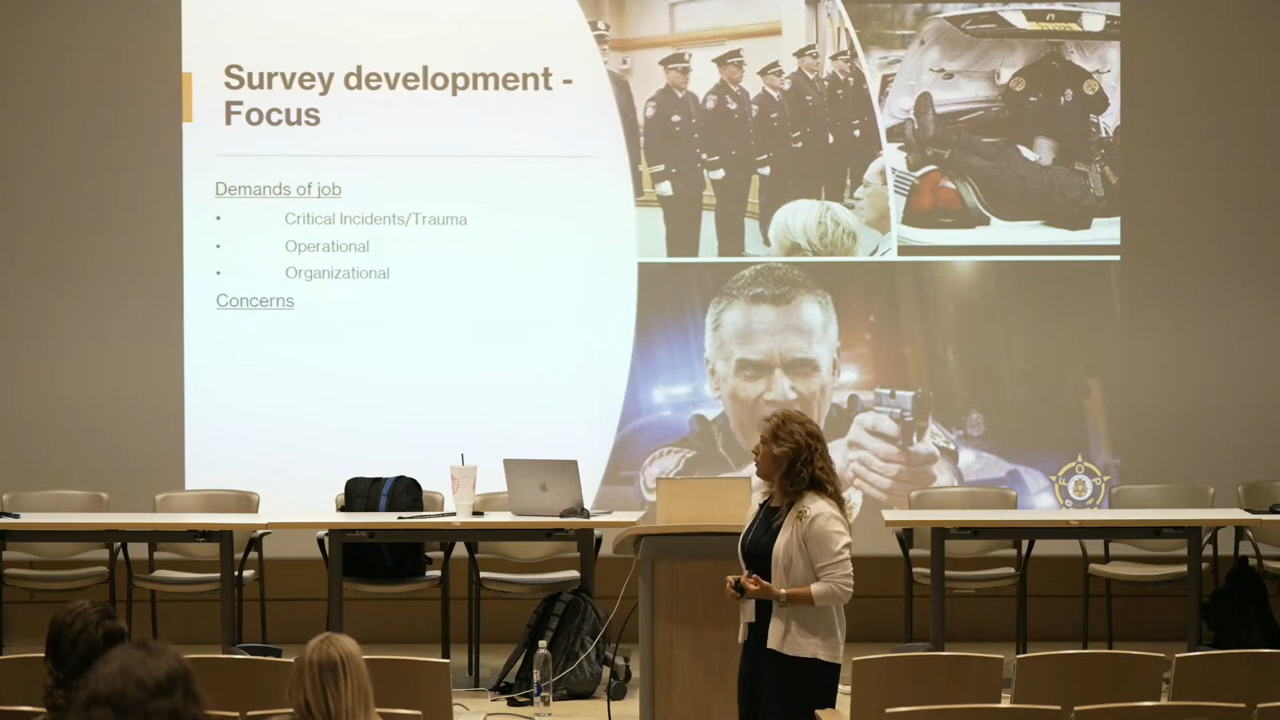 Survey development -
Focus
Demands of job
• Critical Incidents/Trauma
• Operational
• Organizational
Concerns